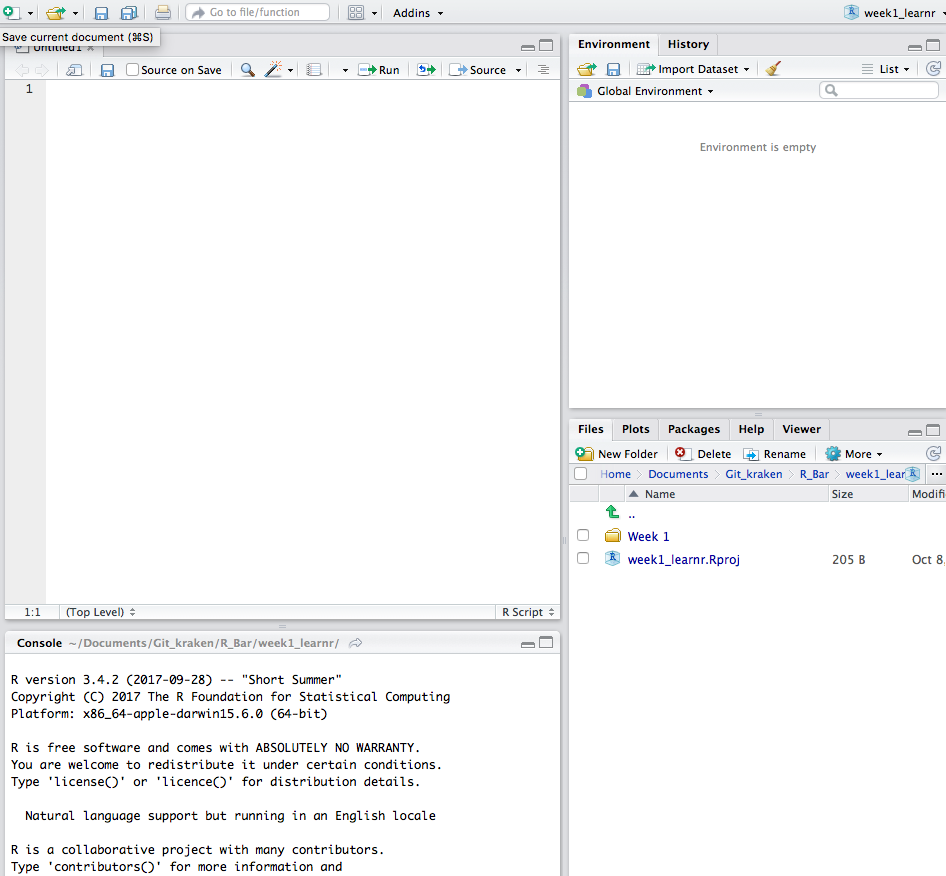 Go to file/function
Addins
week1_learnr
Save current document (⌘S)
Untitled1
Source on Save
Run
Source
1
1:1
(Top Level)
R Script
Console ~/Documents/Git_kraken/R_Bar/week1_learnr/
R version 3.4.2 (2017-09-28) -- "Short Summer"
Copyright (C) 2017 The R Foundation for Statistical Computing
Platform: x86_64-apple-darwin15.6.0 (64-bit)
R is free software and comes with ABSOLUTELY NO WARRANTY.
You are welcome to redistribute it under certain conditions.
Type 'license()' or 'licence()' for distribution details.
Natural language support but running in an English locale
R is a collaborative project with many contributors.
Type 'contributors()' for more information and
Environment History
Import Dataset
List
Global Environment
Environment is empty
Files Plots Packages Help Viewer
New Folder Delete Rename More
Home Documents Git_kraken R_Bar week1_lear
Name Size Modifi
..
Week 1
week1_learnr.Rproj 205 B Oct 8,